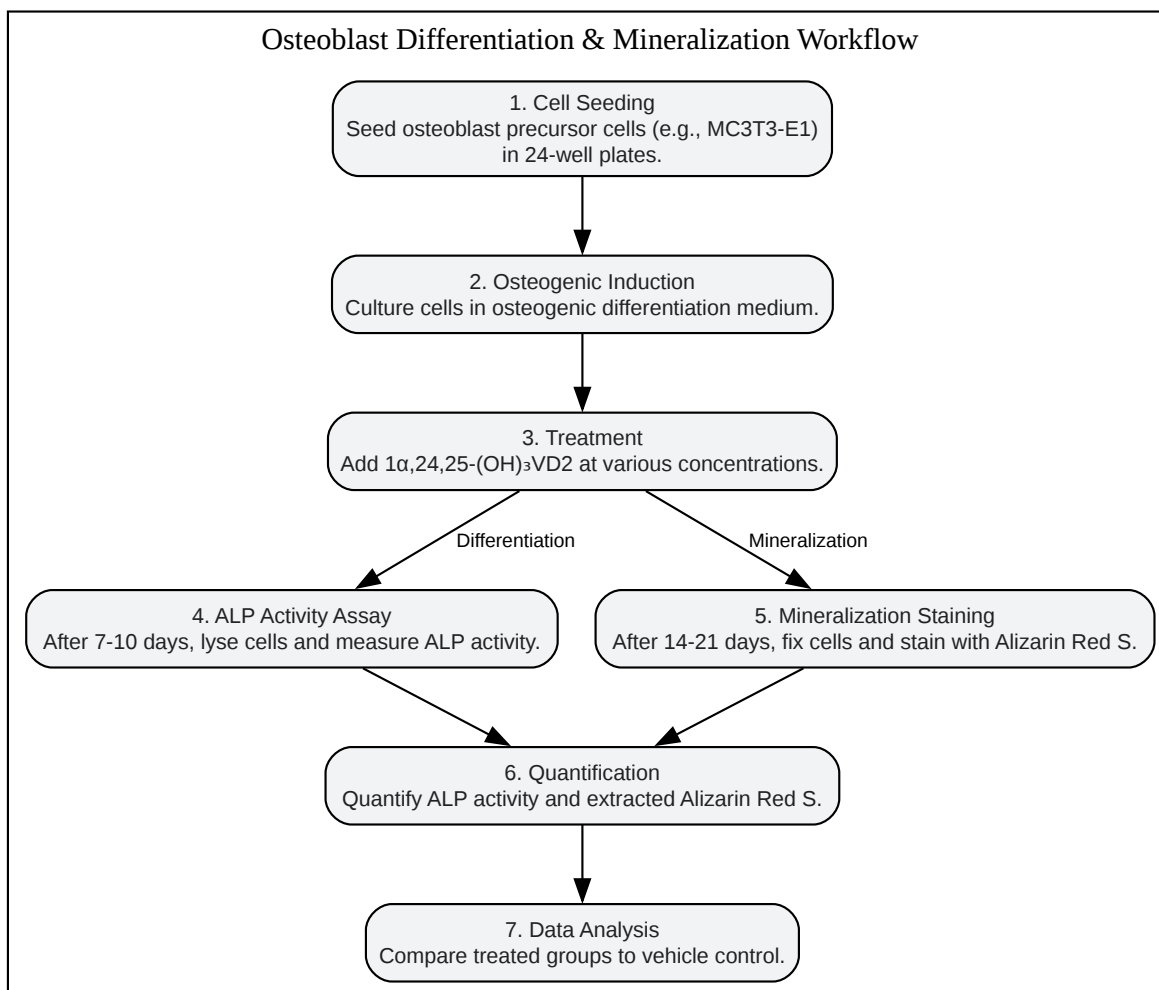 Osteoblast Differentiation & Mineralization Workflow
1. Cell Seeding
Seed osteoblast precursor cells (e.g., MC3T3-E1)
in 24-well plates.
2. Osteogenic Induction
Culture cells in osteogenic differentiation medium.
3. Treatment
Add 1α,24,25-(OH)₃VD2 at various concentrations.
Differentiation
Mineralization
4. ALP Activity Assay
After 7-10 days, lyse cells and measure ALP activity.
5. Mineralization Staining
After 14-21 days, fix cells and stain with Alizarin Red S.
6. Quantification
Quantify ALP activity and extracted Alizarin Red S.
7. Data Analysis
Compare treated groups to vehicle control.